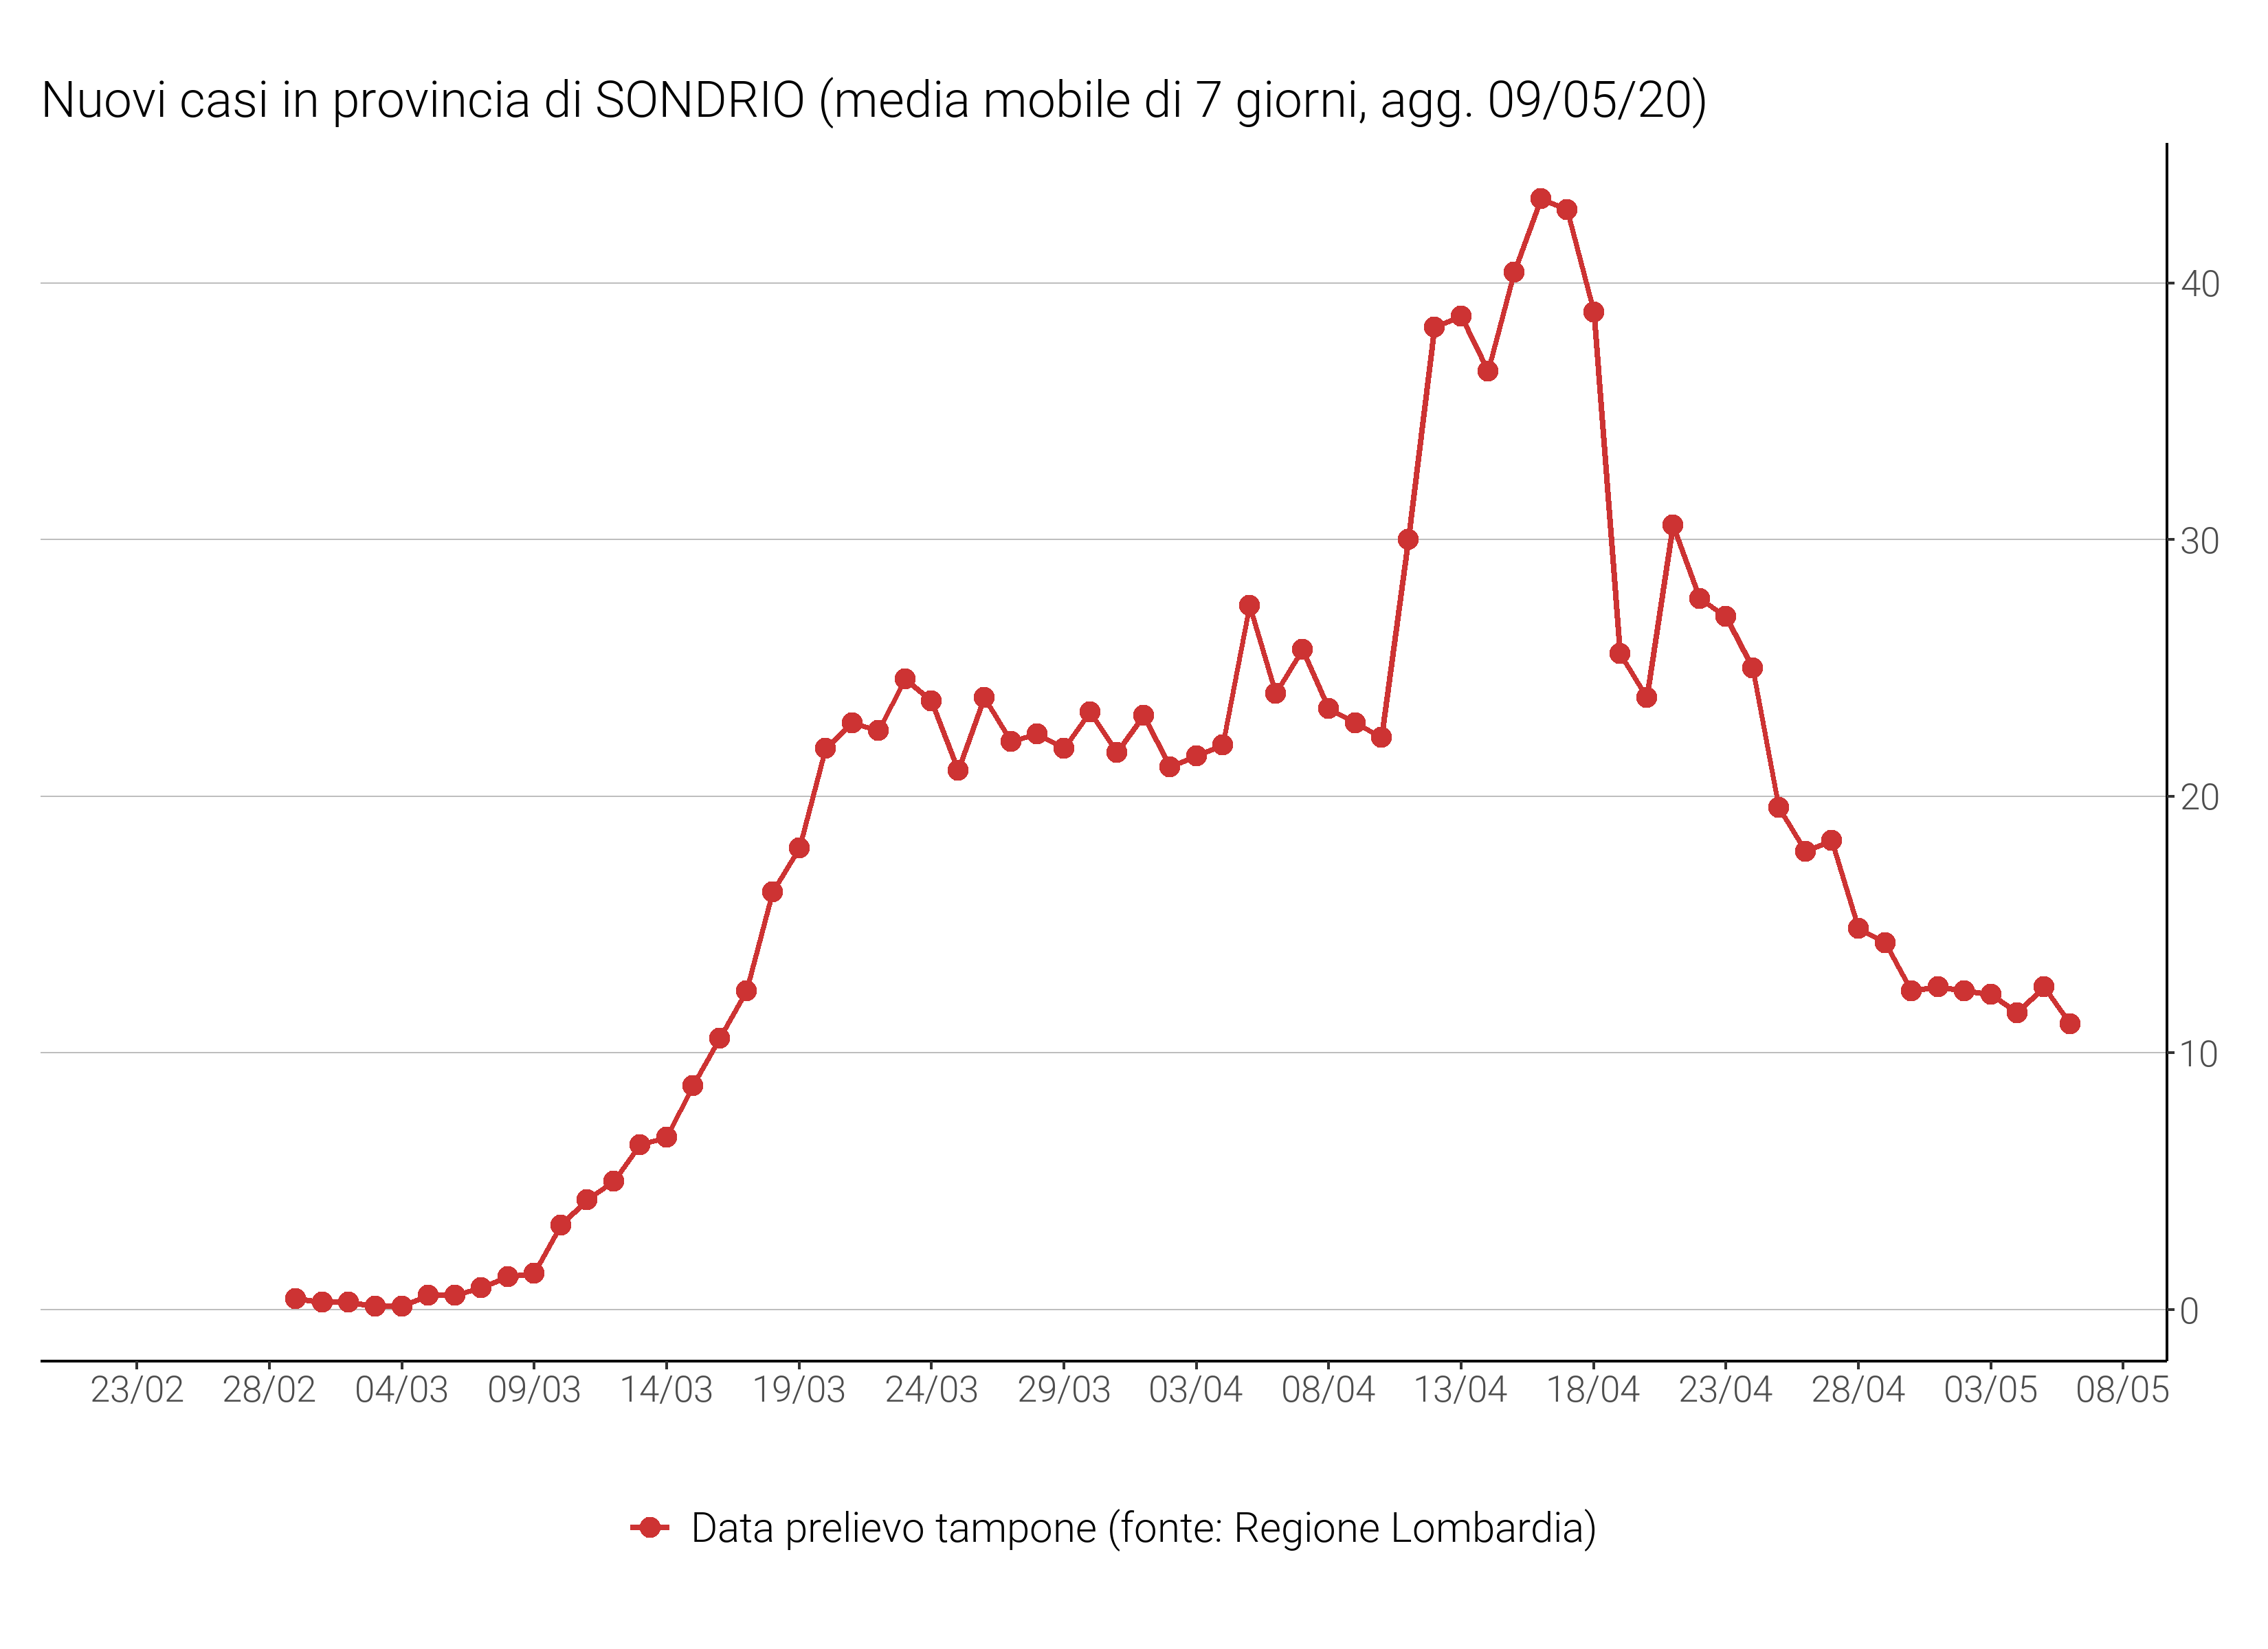 Nuovi casi in provincia di SONDRIO (media mobile di 7 giorni, agg. 09/05/20)
40
30
20
10
0
23/02 28/02 04/03 09/03 14/03 19/03 24/03 29/03 03/04 08/04 13/04 18/04 23/04 28/04 03/05 08/05
Data prelievo tampone (fonte: Regione Lombardia)